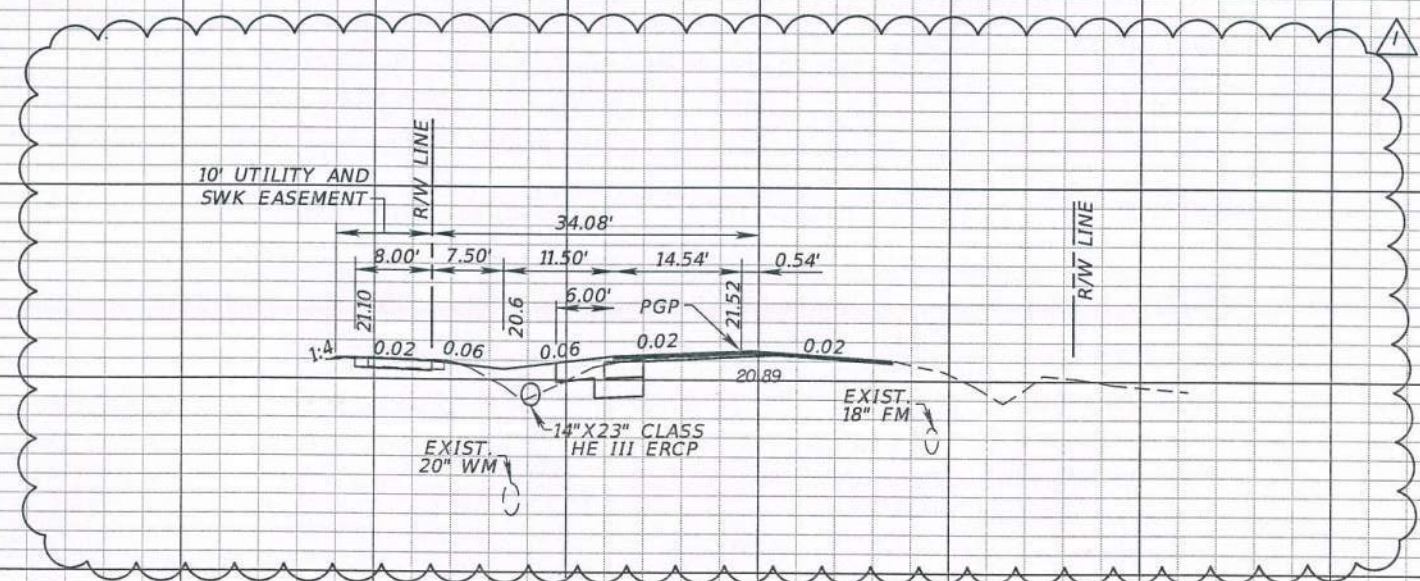 1
10' UTILITY AND
SWK EASEMENT
R/W LINE
34.08'
R/W LINE
8.00'
7.50'
11.50'
14.54'
0.54'
6.00'
PGP
21.10
20.6
21.52
1:4
0.02
0.06
0.06
0.02
0.02
20.89
14"X23" CLASS
HE III ERCP
EXIST.
18" FM
EXIST.
20" WM